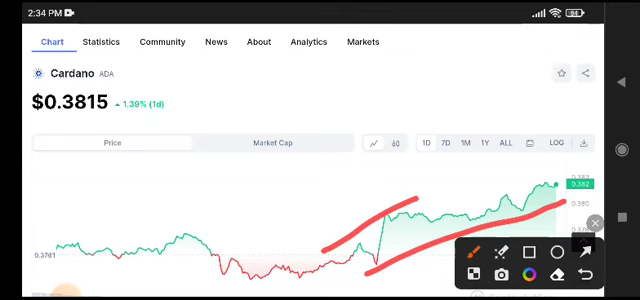 2:34 PM
Chart Statistics Community News About Analytics Markets
Cardano ADA
$0.3815 1.39% (1d)
Price Market Cap 1D 7D 1M 1Y ALL LOG
0.382
0.380
0.3761